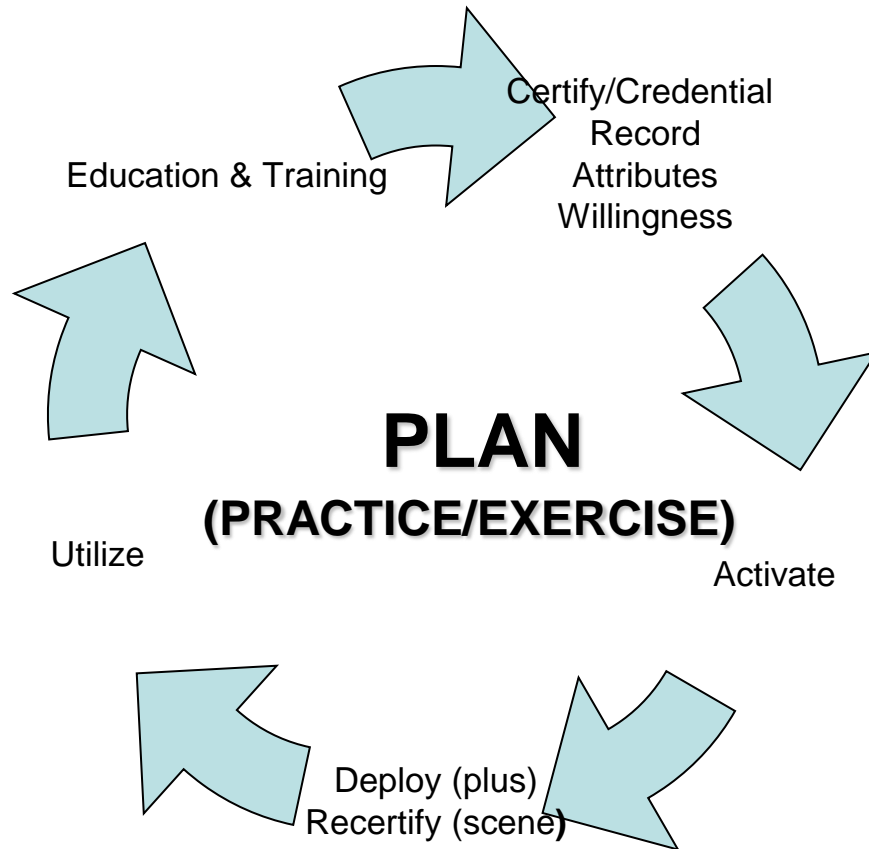 Education & Training
Certify/Credential
Record
Attributes
Willingness
PLAN
(PRACTICE/EXERCISE)
Activate
Deploy (plus)
Recertify (scene)
Utilize